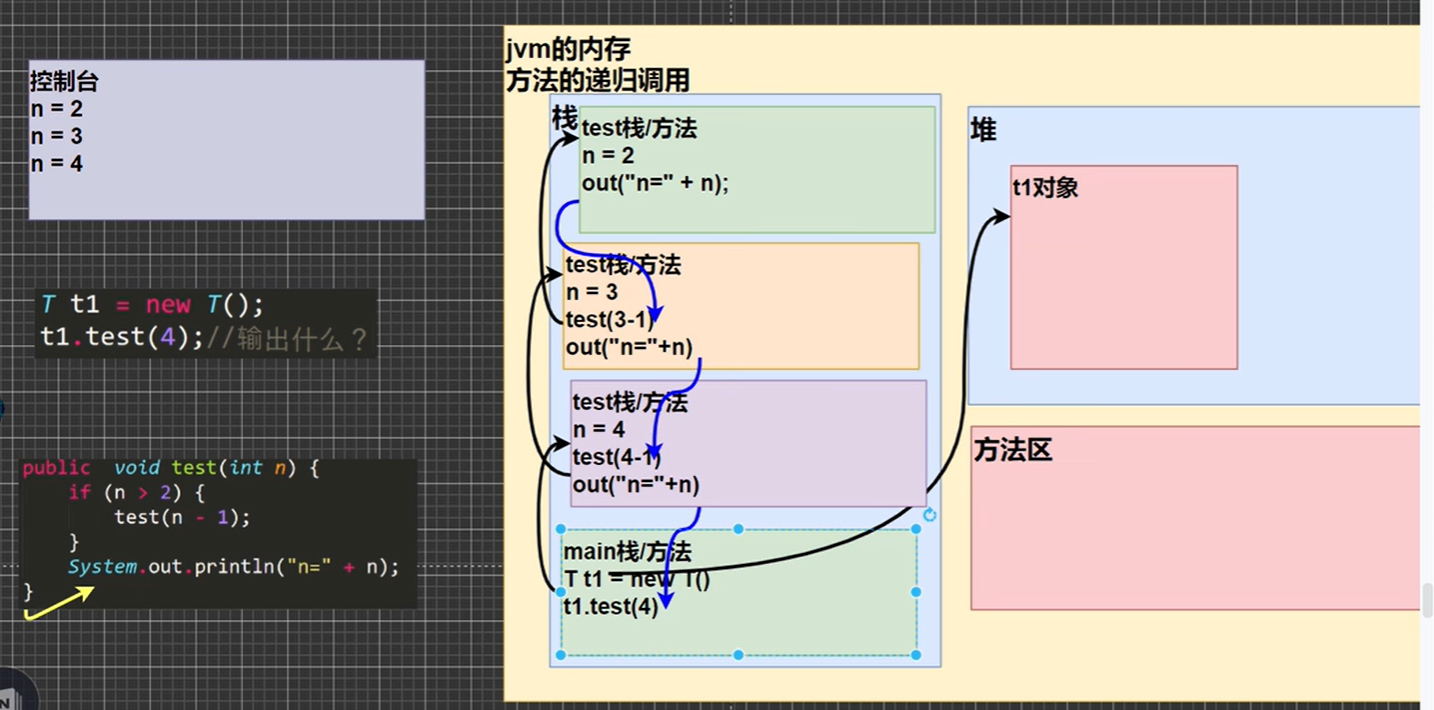 控制台
n = 2
n = 3
n = 4
T t1 = new T();
t1.test(4);//输出什么？
public  void test(int n) {
    if (n > 2) {
        test(n - 1);
    }
    System.out.println("n=" + n);
}
jvm的内存
方法的递归调用
栈
test栈/方法
n = 2
out("n=" + n);
test栈/方法
n = 3
test(3-1)
out("n="+n)
test栈/方法
n = 4
test(4-1)
out("n="+n)
main栈/方法
T t1 = new T()
t1.test(4)
堆
t1对象
方法区
N